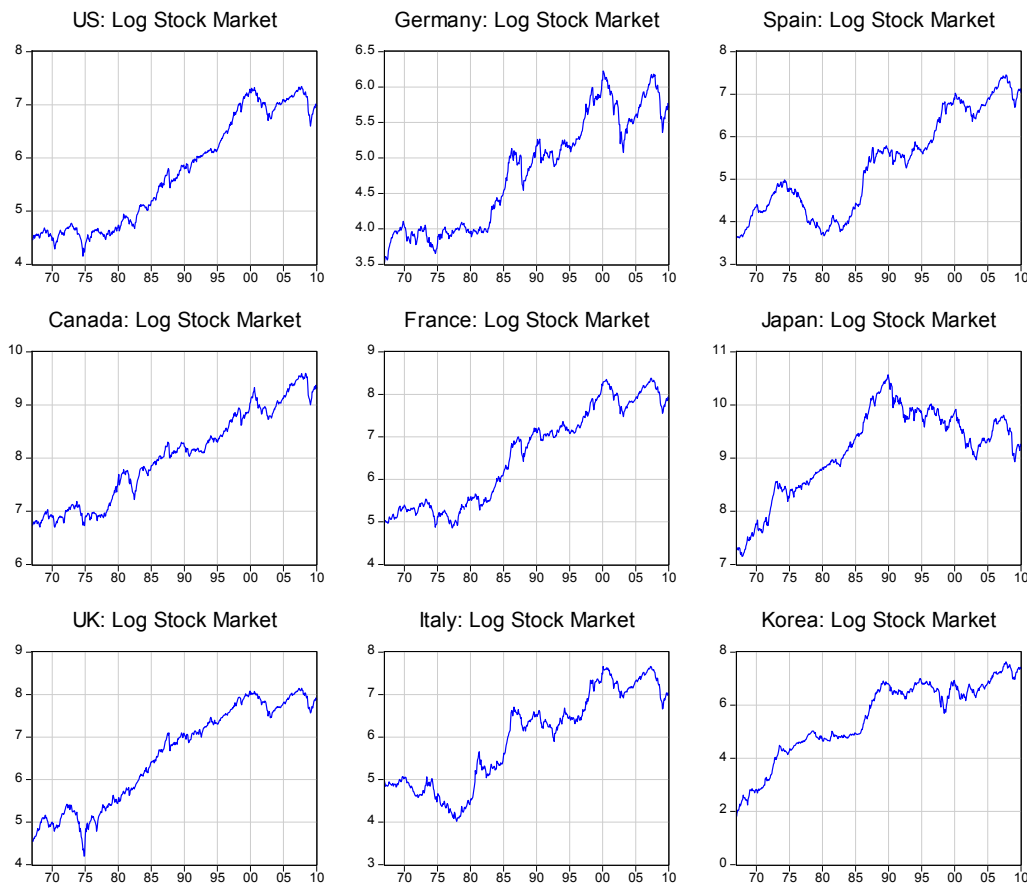 US: Log Stock Market
8
7
6
5
4
70 75 80 85 90 95 00 05 10
Germany: Log Stock Market
6.5
6.0
5.5
5.0
4.5
4.0
3.5
70 75 80 85 90 95 00 05 10
Spain: Log Stock Market
8
7
6
5
4
3
70 75 80 85 90 95 00 05 10
Canada: Log Stock Market
10
9
8
7
6
70 75 80 85 90 95 00 05 10
France: Log Stock Market
9
8
7
6
5
4
70 75 80 85 90 95 00 05 10
Japan: Log Stock Market
11
10
9
8
7
70 75 80 85 90 95 00 05 10
UK: Log Stock Market
9
8
7
6
5
4
70 75 80 85 90 95 00 05 10
Italy: Log Stock Market
8
7
6
5
4
3
70 75 80 85 90 95 00 05 10
Korea: Log Stock Market
8
6
4
2
0
70 75 80 85 90 95 00 05 10